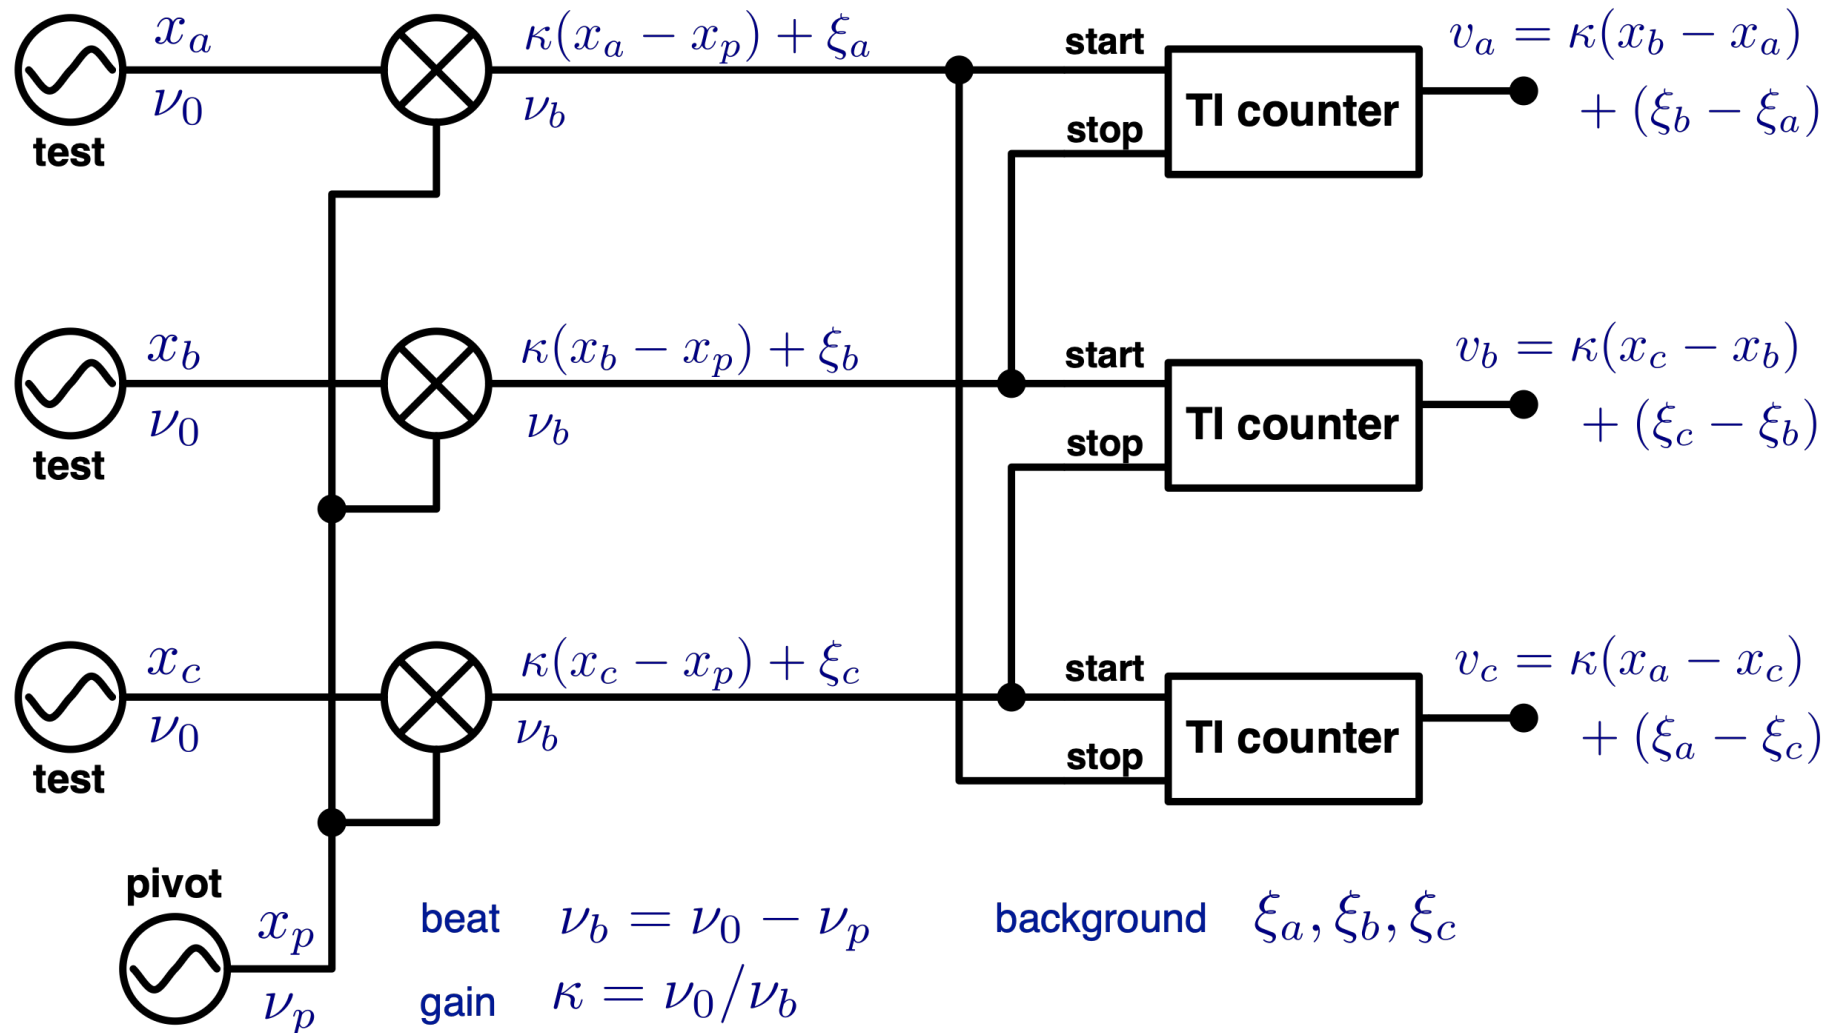 x_a
ν_0
test
κ(x_a − x_p) + ξ_a
ν_b
start
stop
TI counter
v_a = κ(x_b − x_a)
+ (ξ_b − ξ_a)
x_b
ν_0
test
κ(x_b − x_p) + ξ_b
ν_b
start
stop
TI counter
v_b = κ(x_c − x_b)
+ (ξ_c − ξ_b)
x_c
ν_0
test
κ(x_c − x_p) + ξ_c
ν_b
start
stop
TI counter
v_c = κ(x_a − x_c)
+ (ξ_a − ξ_c)
pivot
x_p
ν_p
beat ν_b = ν_0 − ν_p
gain κ = ν_0/ν_b
background ξ_a, ξ_b, ξ_c